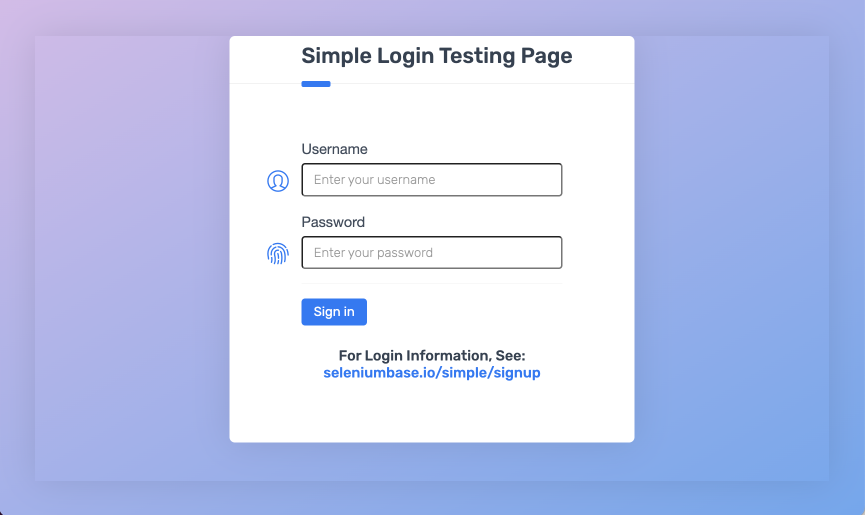 Simple Login Testing Page
Username
Enter your username
Password
Enter your password
Sign in
For Login Information, See:
seleniumbase.io/simple/signup